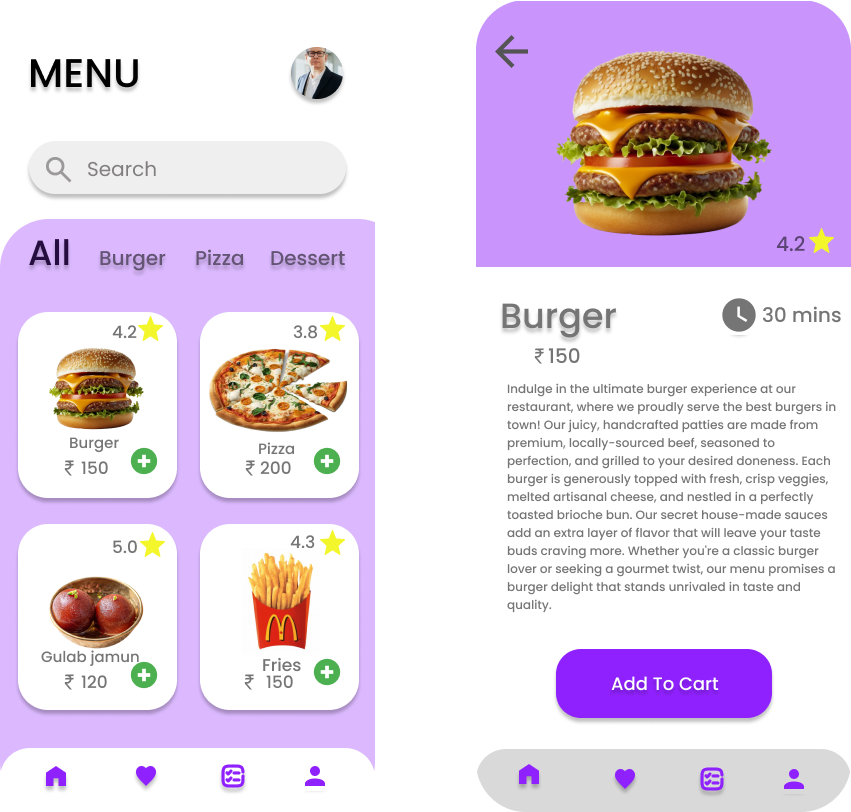 MENU
Search
All Burger Pizza Dessert
4.2
Burger
₹ 150
3.8
Pizza
₹ 200
5.0
Gulab jamun
₹ 120
4.3
Fries
₹ 150
4.2
Burger
30 mins
₹ 150
Indulge in the ultimate burger experience at our
restaurant, where we proudly serve the best burgers in
town! Our juicy, handcrafted patties are made from
premium, locally-sourced beef, seasoned to
perfection, and grilled to your desired doneness. Each
burger is generously topped with fresh, crisp veggies,
melted artisanal cheese, and nestled in a perfectly
toasted brioche bun. Our secret house-made sauces
add an extra layer of flavor that will leave your taste
buds craving more. Whether you're a classic burger
lover or seeking a gourmet twist, our menu promises a
burger delight that stands unrivaled in taste and
quality.
Add To Cart